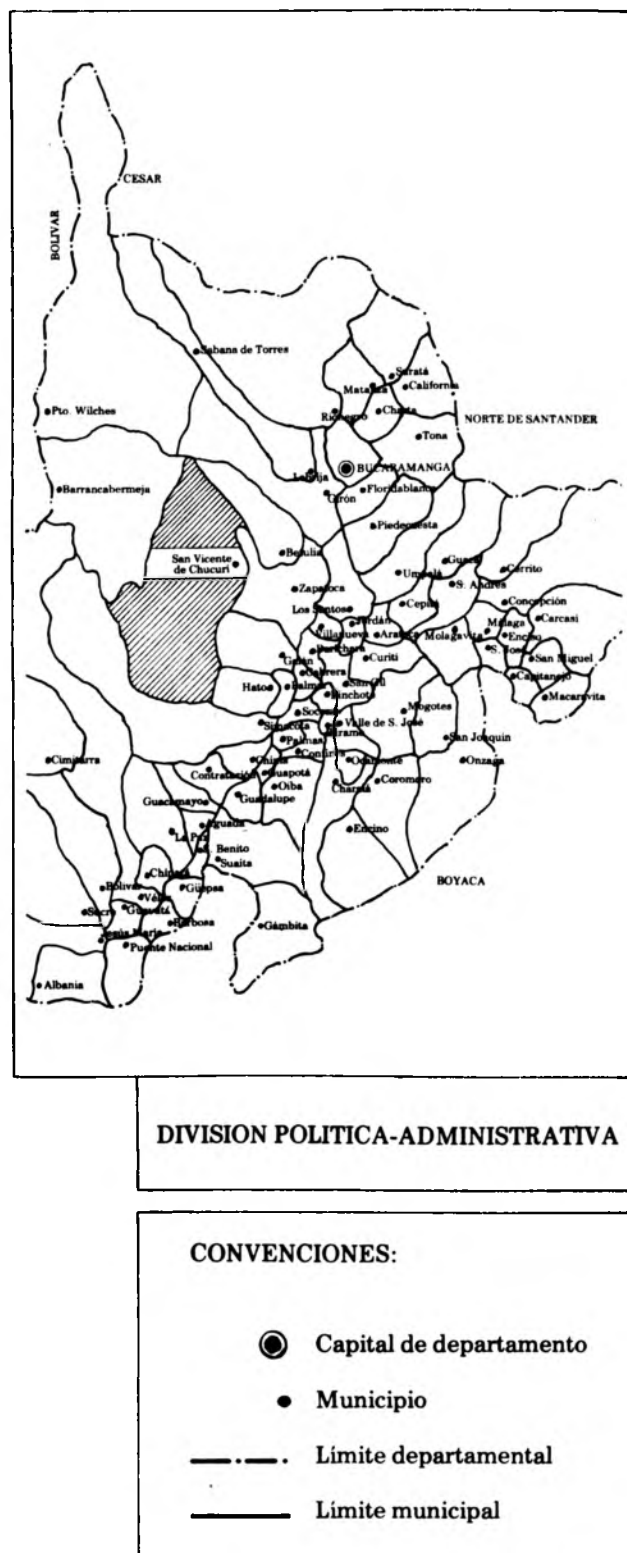 CESAR
BOLIVAR
Sabana de Torres
Suratá
Matanza
California
Pto. Wilches
Rionegro
Charta
NORTE DE SANTANDER
Tona
BUCARAMANGA
Lebrija
Barrancabermeja
Girón
Floridablanca
Piedecuesta
Betulia
San Vicente
de Chucurí
Guaca
Cerrito
Umpalá
S. Andrés
Zapatoca
Cepitá
Concepción
Los Santos
Jordán
Málaga
Carcasí
Villanueva
Aratoca
Molagavita
Enciso
Barichara
S. José
Galán
Curití
San Miguel
Cabrera
Capitanejo
Hato
Palmar
San Gil
Pinchote
Macaravita
Socorro
Mogotes
Simacota
Valle de S. José
Páramo
Palmas
San Joaquín
Confines
Cimitarra
Chima
Ocamonte
Onzaga
Contratación
Guapotá
Charalá
Coromoro
Oiba
Guacamayo
Guadalupe
Aguada
Encino
La Paz
S. Benito
Suaita
Chipatá
BOYACA
Bolívar
Güepsa
Vélez
Sucre
Guavatá
Barbosa
Gámbita
Jesús María
Puente Nacional
Albania
DIVISION POLITICA-ADMINISTRATIVA
CONVENCIONES:
Capital de departamento
Municipio
Límite departamental
Límite municipal